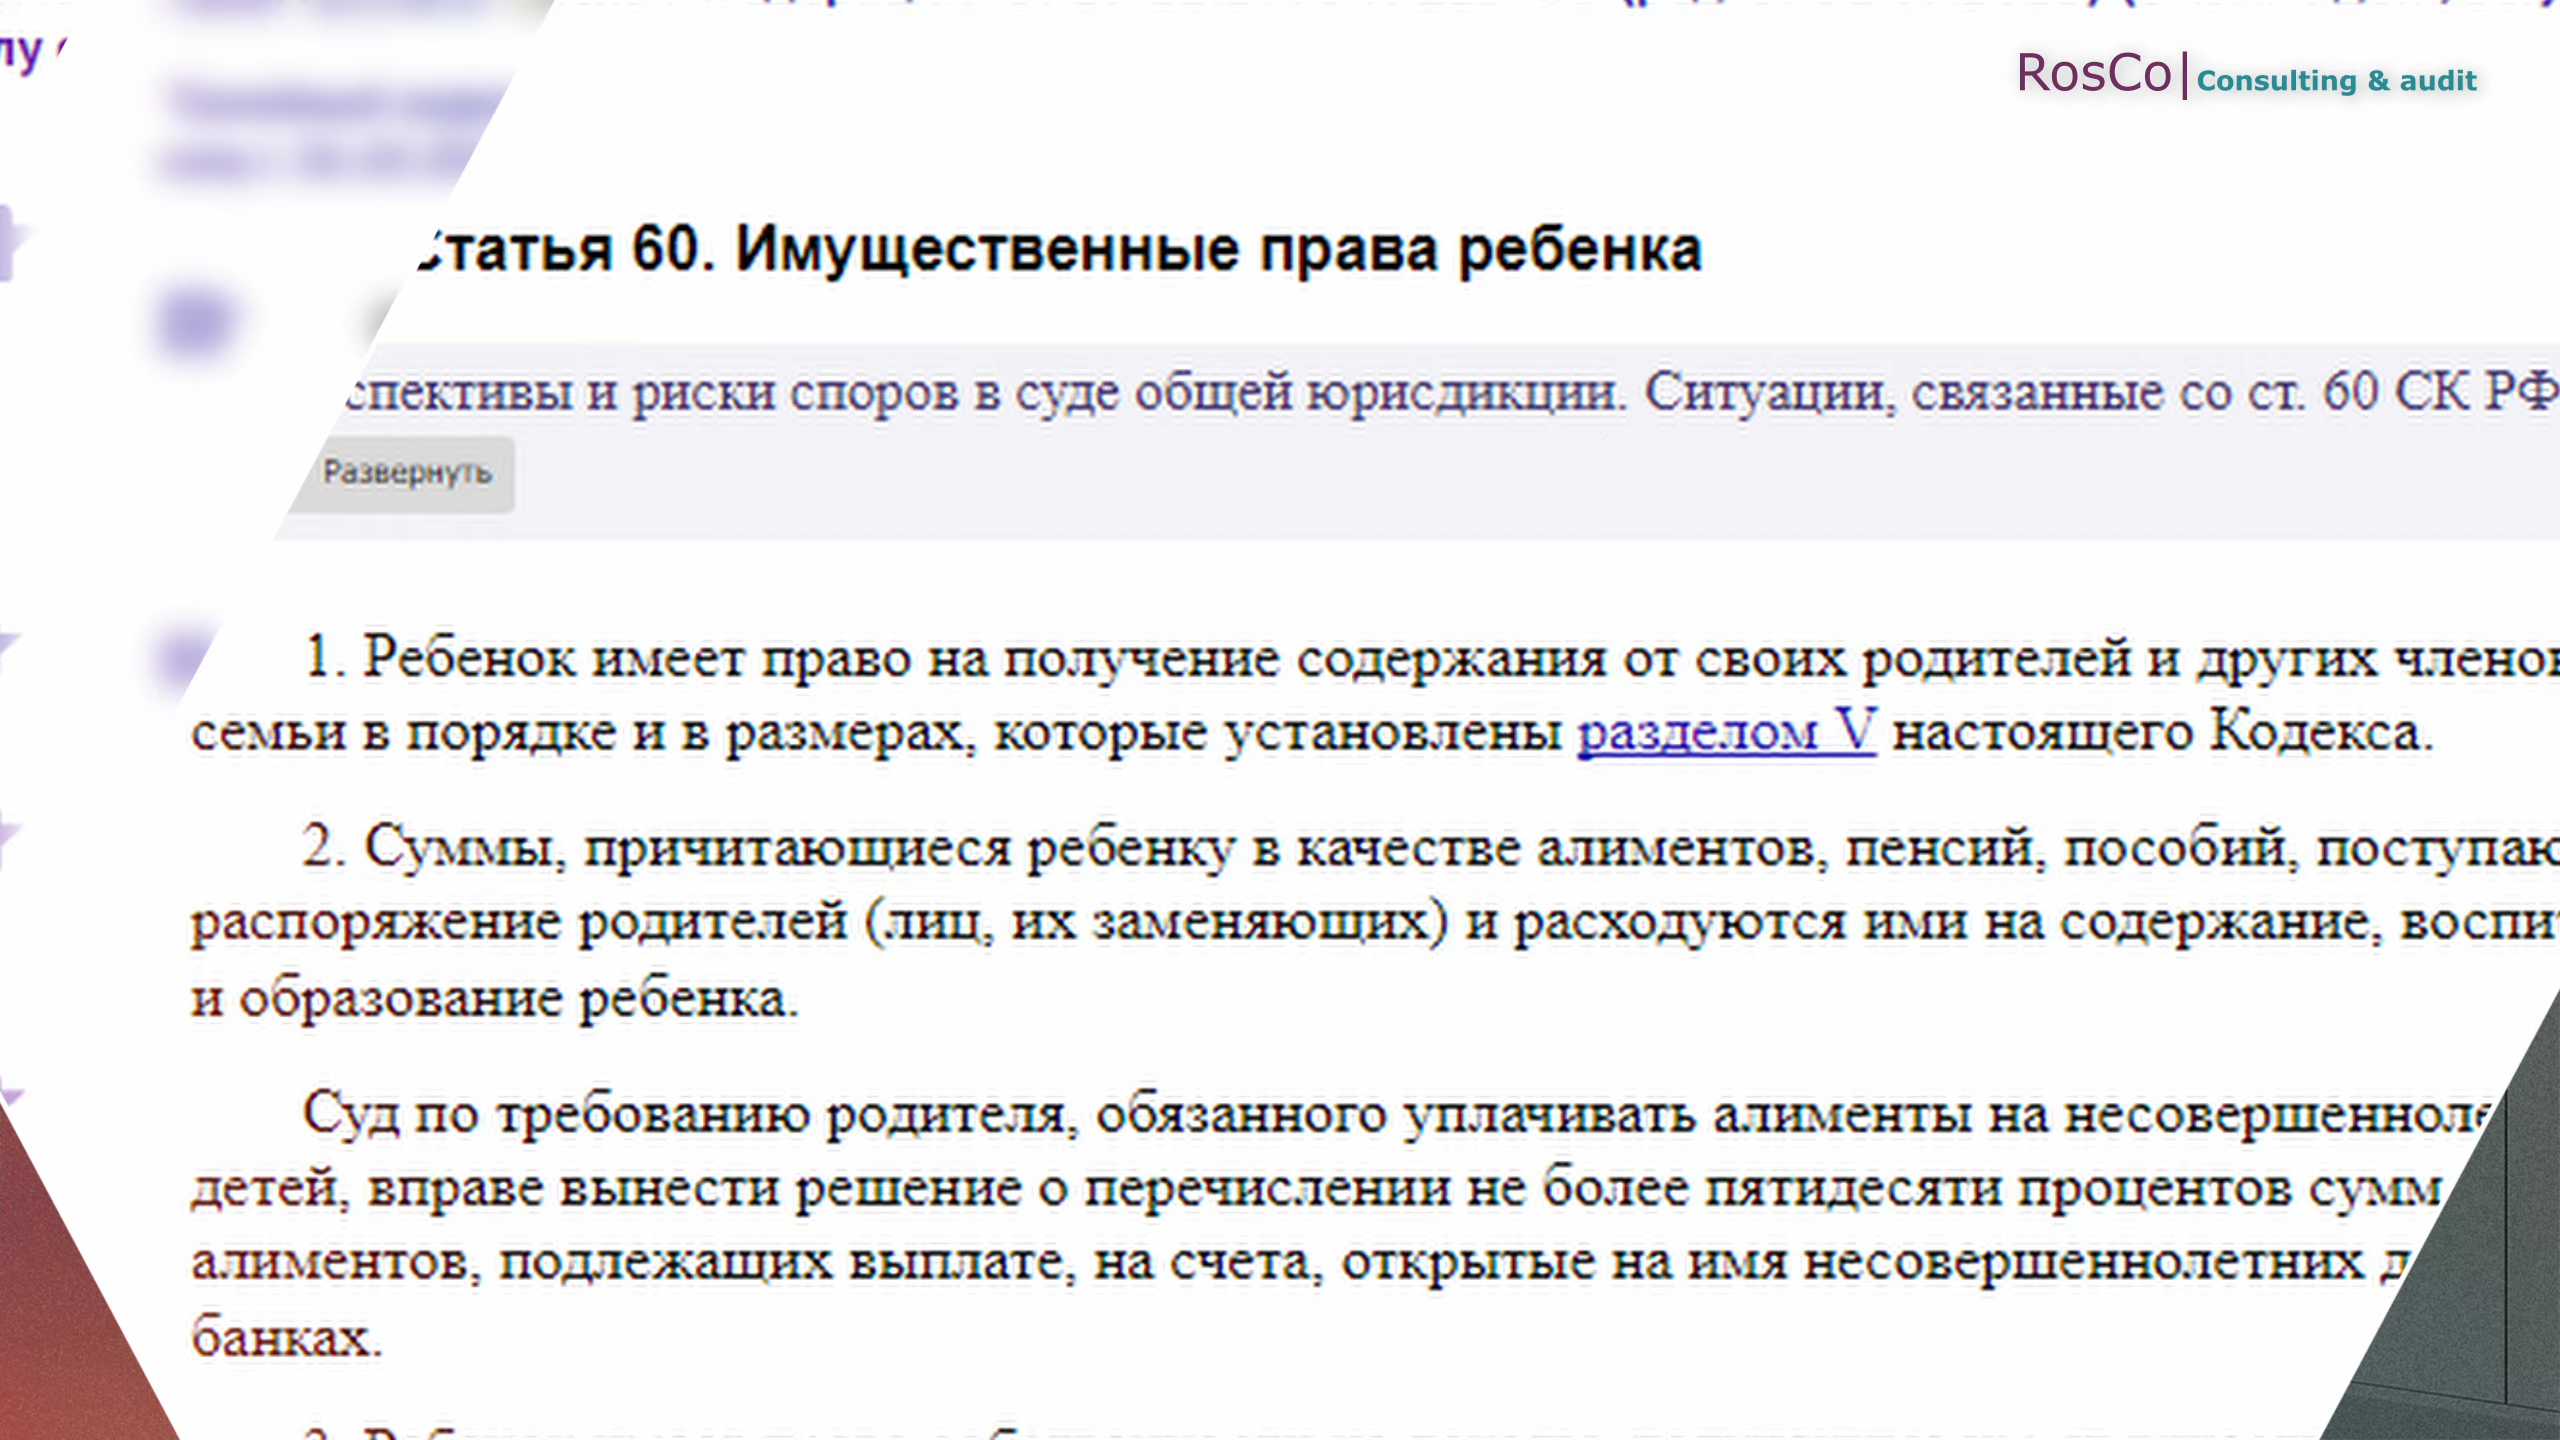 RosCo|Consulting & audit
лу
Статья 60. Имущественные права ребенка
спективы и риски споров в суде общей юрисдикции. Ситуации, связанные со ст. 60 СК РФ
Развернуть
1. Ребенок имеет право на получение содержания от своих родителей и других членов
семьи в порядке и в размерах, которые установлены разделом V настоящего Кодекса.
2. Суммы, причитающиеся ребенку в качестве алиментов, пенсий, пособий, поступаю
распоряжение родителей (лиц, их заменяющих) и расходуются ими на содержание, воспит
и образование ребенка.
Суд по требованию родителя, обязанного уплачивать алименты на несовершенноле
детей, вправе вынести решение о перечислении не более пятидесяти процентов сумм
алиментов, подлежащих выплате, на счета, открытые на имя несовершеннолетних д
банках.